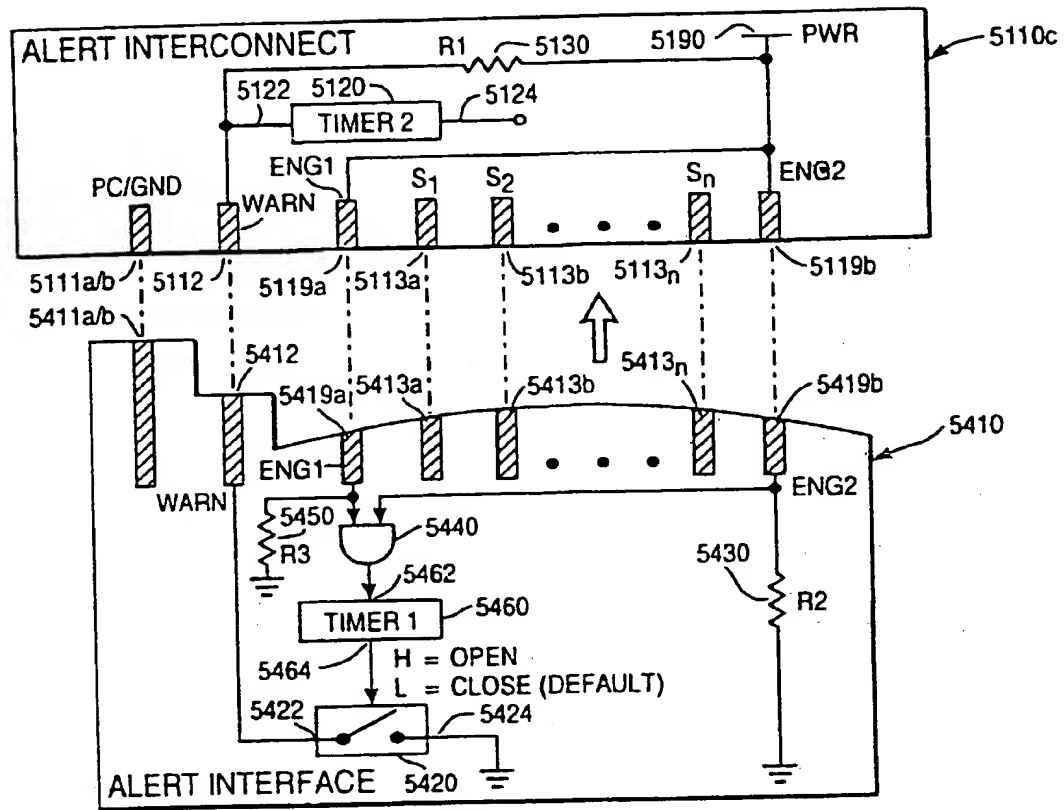 ALERT INTERCONNECT
R1
5130
5190
PWR
5110c
5122
5120
5124
TIMER 2
PC/GND
WARN
ENG1
S1
S2
Sn
ENG2
5111a/b
5112
5119a
5113a
5113b
5113n
5119b
5411a/b
5412
5419a
5413a
5413b
5413n
5419b
5410
ENG1
WARN
ENG2
5450
R3
5440
5430
R2
5462
TIMER 1
5460
5464
H = OPEN
L = CLOSE (DEFAULT)
5422
5424
5420
ALERT INTERFACE